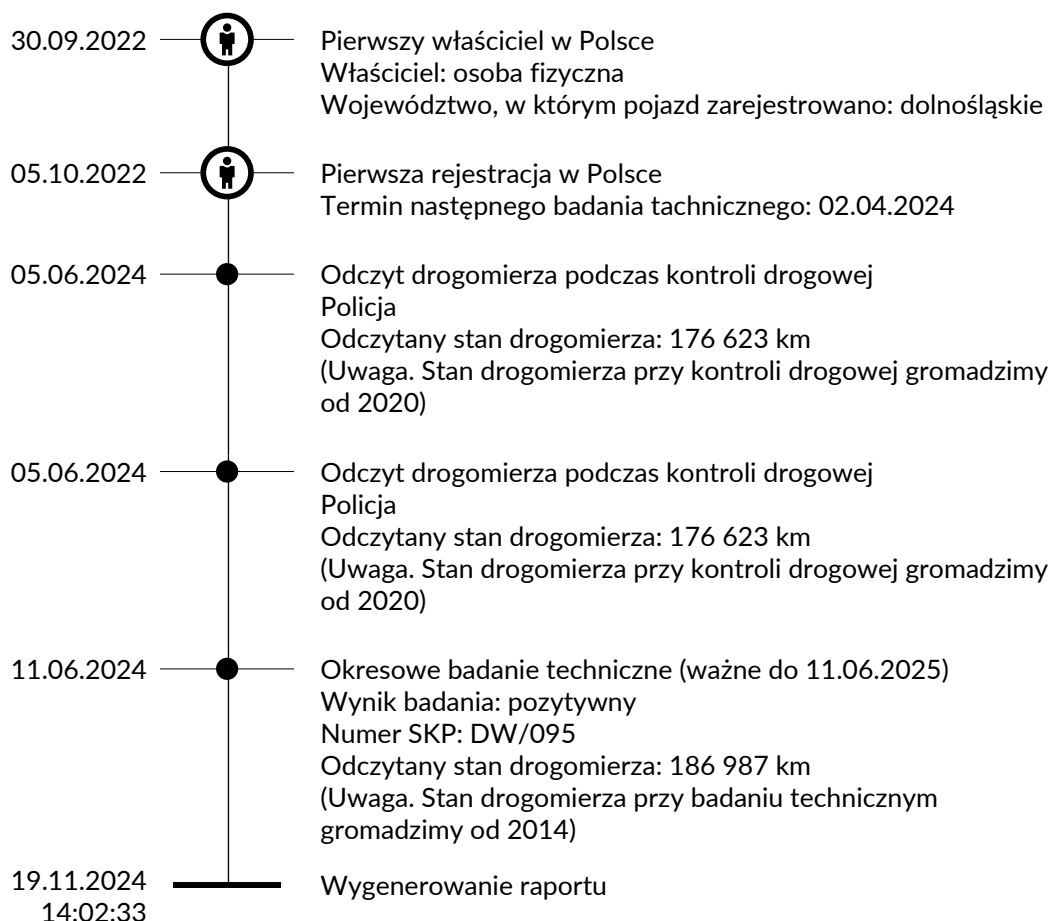 30.09.2022
Pierwszy właściciel w Polsce
Właściciel: osoba fizyczna
Województwo, w którym pojazd zarejestrowano: dolnośląskie
05.10.2022
Pierwsza rejestracja w Polsce
Termin następnego badania tachnicznego: 02.04.2024
05.06.2024
Odczyt drogomierza podczas kontroli drogowej
Policja
Odczytany stan drogomierza: 176 623 km
(Uwaga. Stan drogomierza przy kontroli drogowej gromadzimy
od 2020)
05.06.2024
Odczyt drogomierza podczas kontroli drogowej
Policja
Odczytany stan drogomierza: 176 623 km
(Uwaga. Stan drogomierza przy kontroli drogowej gromadzimy
od 2020)
11.06.2024
Okresowe badanie techniczne (ważne do 11.06.2025)
Wynik badania: pozytywny
Numer SKP: DW/095
Odczytany stan drogomierza: 186 987 km
(Uwaga. Stan drogomierza przy badaniu technicznym
gromadzimy od 2014)
19.11.2024
14:02:33
Wygenerowanie raportu